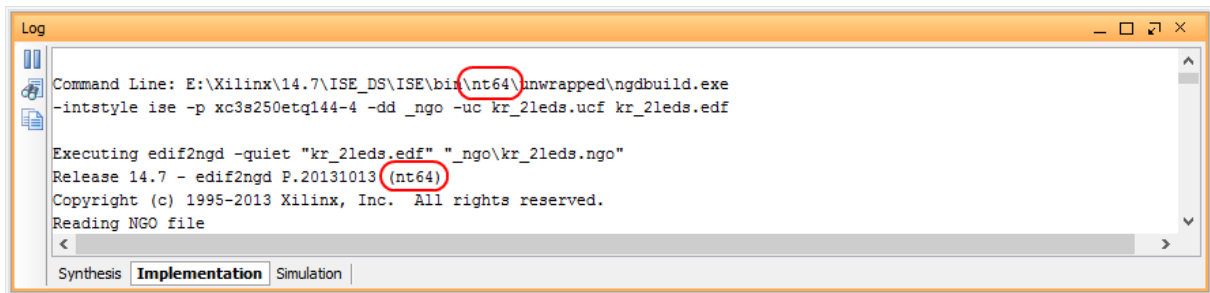 Log
Command Line: E:\Xilinx\14.7\ISE_DS\ISE\bin\nt64\unwrapped\ngdbuild.exe
-intstyle ise -p xc3s250etq144-4 -dd _ngo -uc kr_2leds.ucf kr_2leds.edf
Executing edif2ngd -quiet "kr_2leds.edf" "_ngo\kr_2leds.ngo"
Release 14.7 - edif2ngd P.20131013 (nt64)
Copyright (c) 1995-2013 Xilinx, Inc.  All rights reserved.
Reading NGO file
Synthesis Implementation Simulation